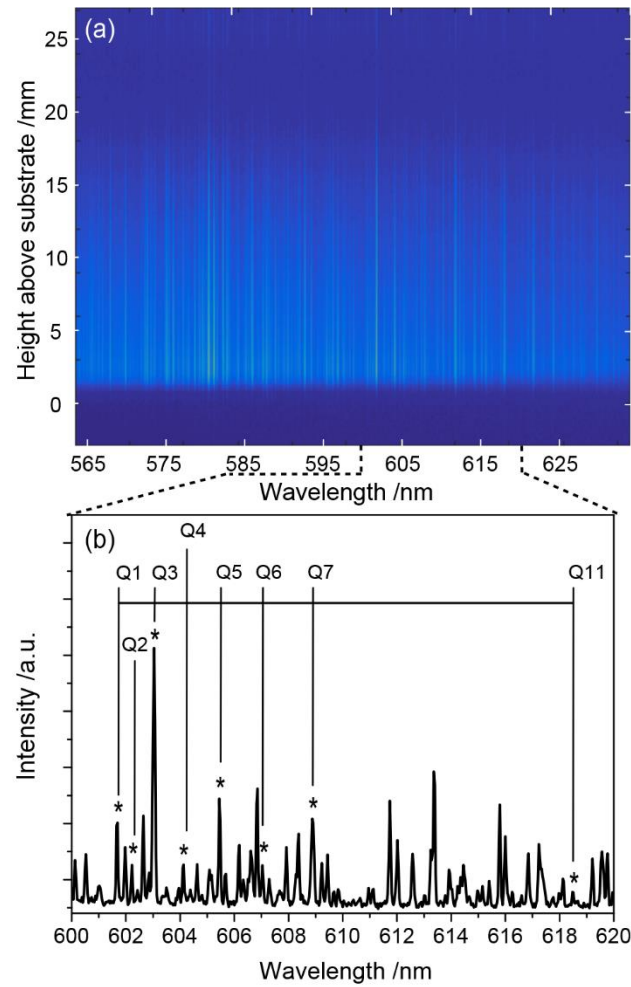 (a)
Height above substrate /mm
25
20
15
10
5
0
565 575 585 595 605 615 625
Wavelength /nm
(b)
Q4
Q1 Q3 Q5 Q6 Q7 Q11
Q2
* * * * * * * *
Intensity /a.u.
600 602 604 606 608 610 612 614 616 618 620
Wavelength /nm